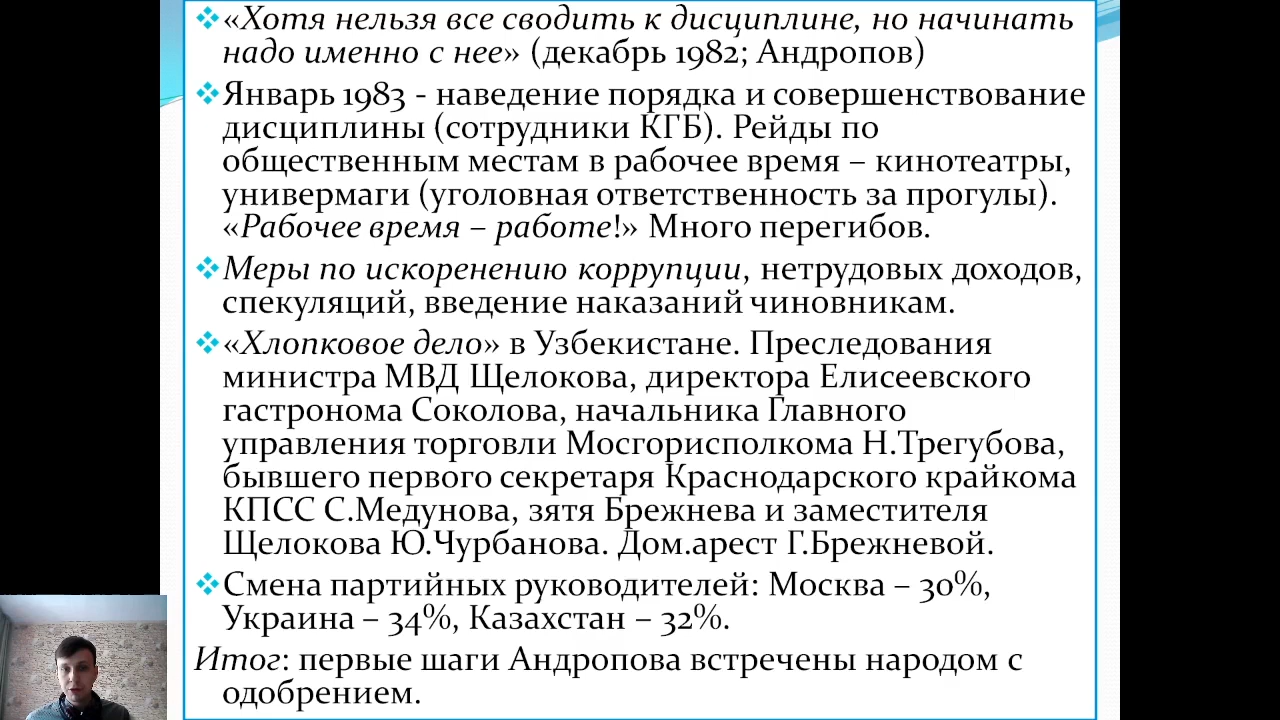 «Хотя нельзя все сводить к дисциплине, но начинать
надо именно с нее» (декабрь 1982; Андропов)
Январь 1983 - наведение порядка и совершенствование
дисциплины (сотрудники КГБ). Рейды по
общественным местам в рабочее время – кинотеатры,
универмаги (уголовная ответственность за прогулы).
«Рабочее время – работе!» Много перегибов.
Меры по искоренению коррупции, нетрудовых доходов,
спекуляций, введение наказаний чиновникам.
«Хлопковое дело» в Узбекистане. Преследования
министра МВД Щелокова, директора Елисеевского
гастронома Соколова, начальника Главного
управления торговли Мосгорисполкома Н.Трегубова,
бывшего первого секретаря Краснодарского крайкома
КПСС С.Медунова, зятя Брежнева и заместителя
Щелокова Ю.Чурбанова. Дом.арест Г.Брежневой.
Смена партийных руководителей: Москва – 30%,
Украина – 34%, Казахстан – 32%.
Итог: первые шаги Андропова встречены народом с
одобрением.